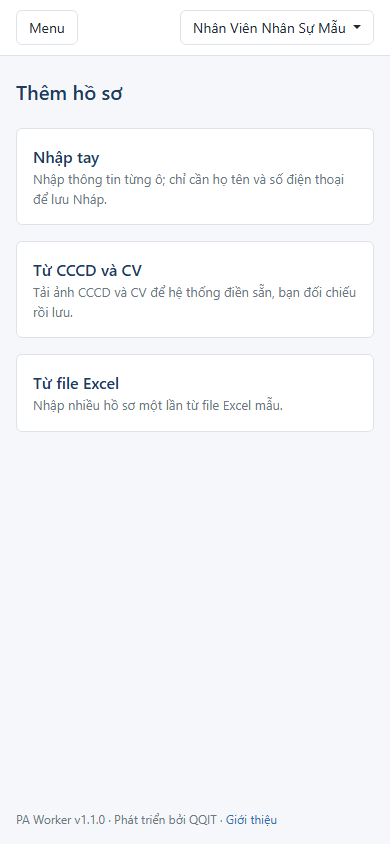 Menu
Nhân Viên Nhân Sự Mẫu
Thêm hồ sơ
Nhập tay
Nhập thông tin từng ô; chỉ cần họ tên và số điện thoại
để lưu Nháp.
Từ CCCD và CV
Tải ảnh CCCD và CV để hệ thống điền sẵn, bạn đối chiếu
rồi lưu.
Từ file Excel
Nhập nhiều hồ sơ một lần từ file Excel mẫu.
PA Worker v1.1.0 · Phát triển bởi QQIT · Giới thiệu